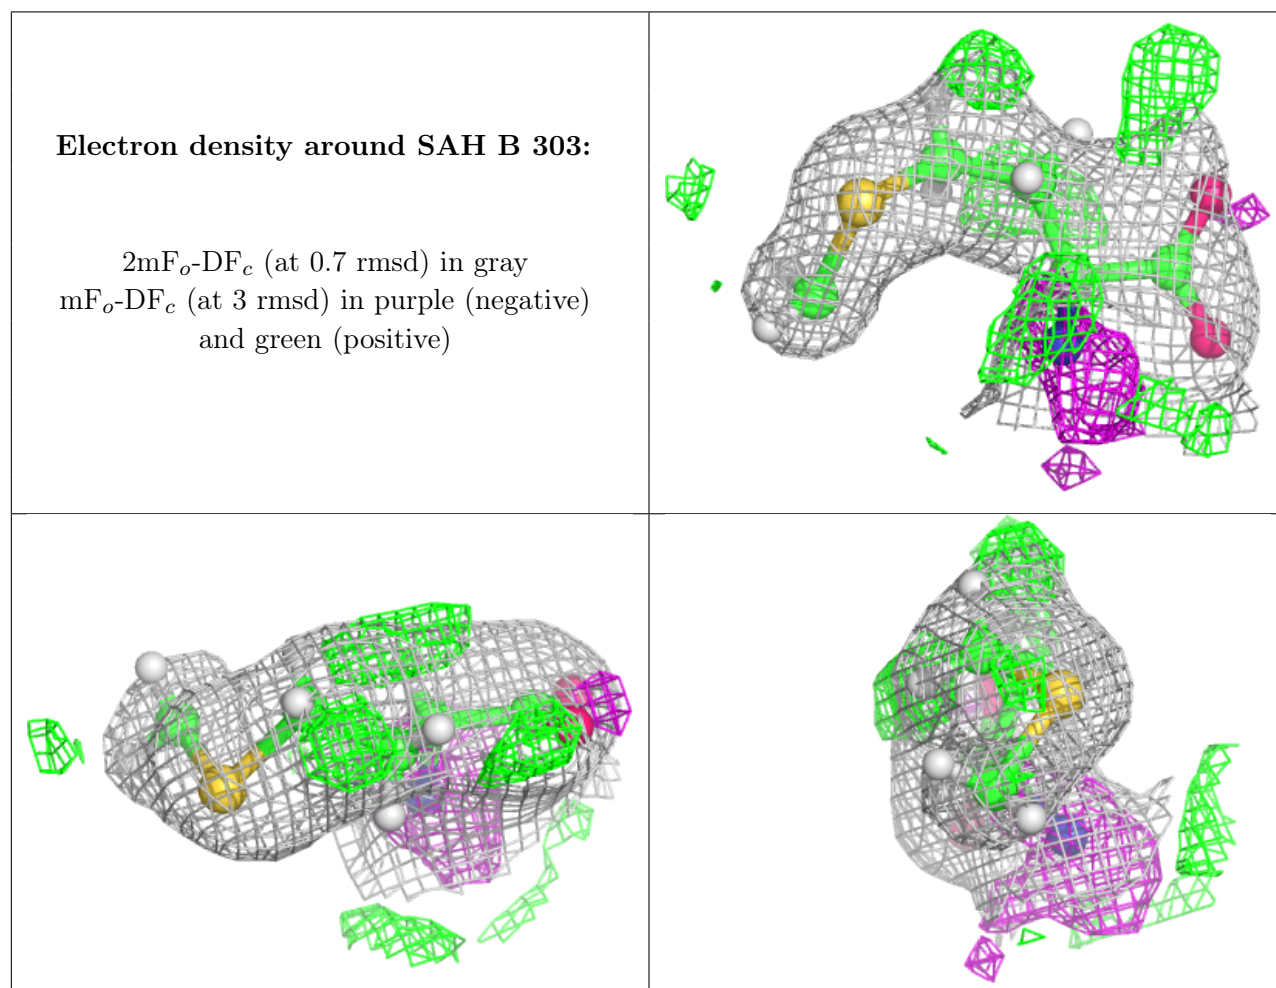 Electron density around SAH B 303:
2mFo-DFc (at 0.7 rmsd) in gray
mFo-DFc (at 3 rmsd) in purple (negative)
and green (positive)